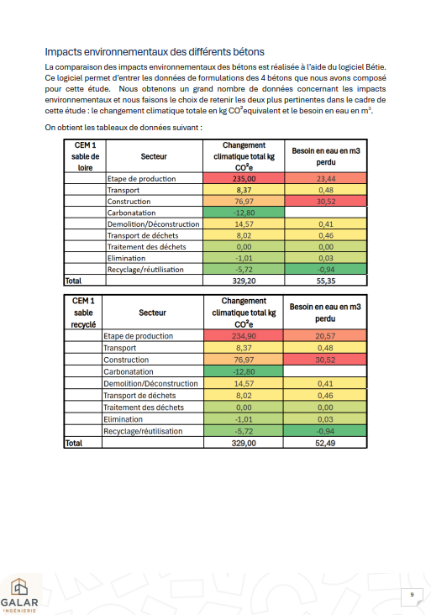 Impacts environnementaux des différents bétons
La comparaison des impacts environnementaux des bétons est réalisée à l'aide du logiciel Bétie.
Ce logiciel permet d'entrer les données de formulations des 4 bétons que nous avons composé
pour cette étude. Nous obtenons un grand nombre de données concernant les impacts
environnementaux et nous faisons le choix de retenir les deux plus pertinentes dans le cadre de
cette étude : le changement climatique totale en kg CO²equivalent et le besoin en eau en m³.
On obtient les tableaux de données suivant :
CEM 1 sable de loire Secteur Changement climatique total kg CO²e Besoin en eau en m3 perdu
Etape de production 235,00 23,44
Transport 8,37 0,48
Construction 76,97 30,52
Carbonatation -12,80
Demolition/Déconstruction 14,57 0,41
Transport de déchets 8,02 0,46
Traitement des déchets 0,00 0,00
Elimination -1,01 0,03
Recyclage/réutilisation -5,72 -0,94
Total 329,20 55,35
CEM 1 sable recyclé Secteur Changement climatique total kg CO²e Besoin en eau en m3 perdu
Etape de production 234,90 20,57
Transport 8,37 0,48
Construction 76,97 30,52
Carbonatation -12,80
Demolition/Déconstruction 14,57 0,41
Transport de déchets 8,02 0,46
Traitement des déchets 0,00 0,00
Elimination -1,01 0,03
Recyclage/réutilisation -5,72 -0,94
Total 329,00 52,49
GALAR
INGÉNIERIE